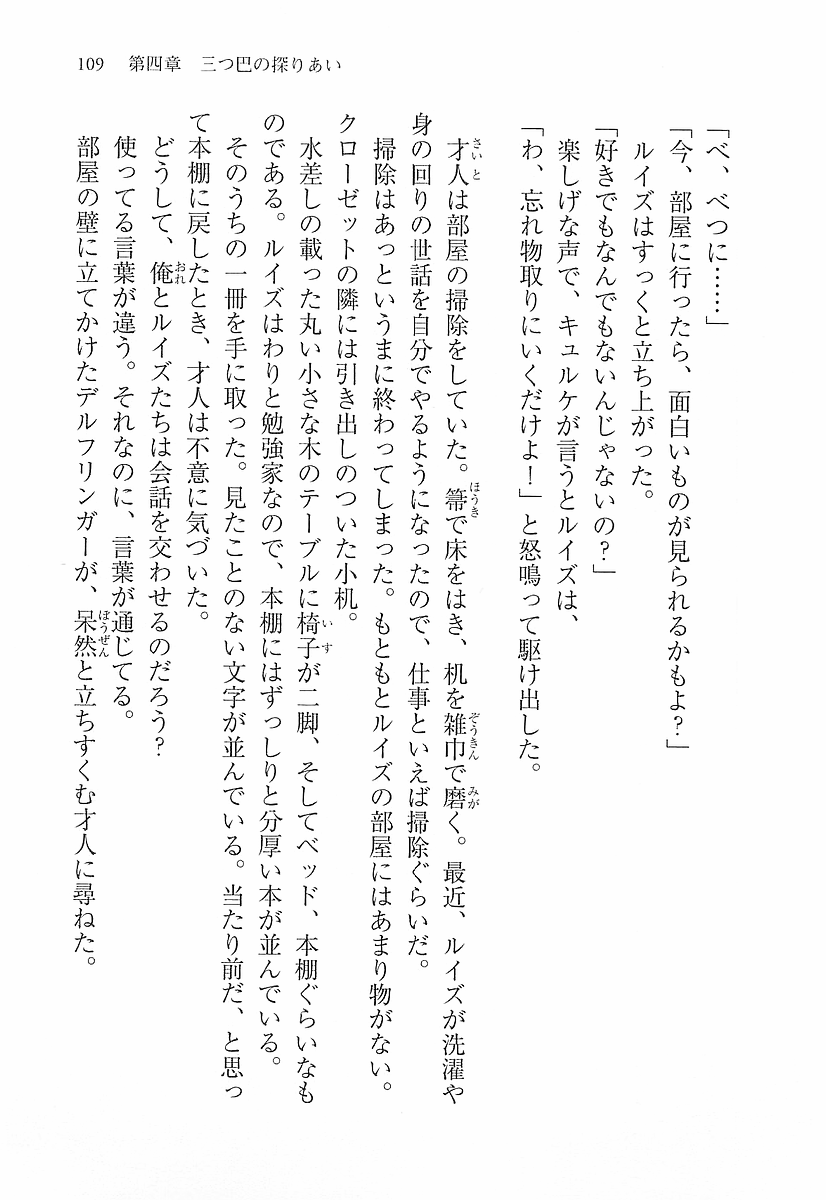 109　第四章　三つ巴の探りあい
「べ、べつに……」
「今、部屋に行ったら、面白いものが見られるかもよ？」
ルイズはすっくと立ち上がった。
「好きでもなんでもないんじゃないの？」
楽しげな声で、キュルケが言うとルイズは、
「わ、忘れ物取りにいくだけよ！」と怒鳴って駆け出した。
才人は部屋の掃除をしていた。箒で床をはき、机を雑巾で磨く。最近、ルイズが洗濯や
身の回りの世話を自分でやるようになったので、仕事といえば掃除ぐらいだ。
掃除はあっというまに終わってしまった。もともとルイズの部屋にはあまり物がない。
クローゼットの隣には引き出しのついた小机。
水差しの載った丸い小さな木のテーブルに椅子が二脚、そしてベッド、本棚ぐらいなも
のである。ルイズはわりと勉強家なので、本棚にはずっしりと分厚い本が並んでいる。
そのうちの一冊を手に取った。見たことのない文字が並んでいる。当たり前だ、と思っ
て本棚に戻したとき、才人は不意に気づいた。
どうして、俺とルイズたちは会話を交わせるのだろう？
使ってる言葉が違う。それなのに、言葉が通じてる。
部屋の壁に立てかけたデルフリンガーが、呆然と立ちすくむ才人に尋ねた。